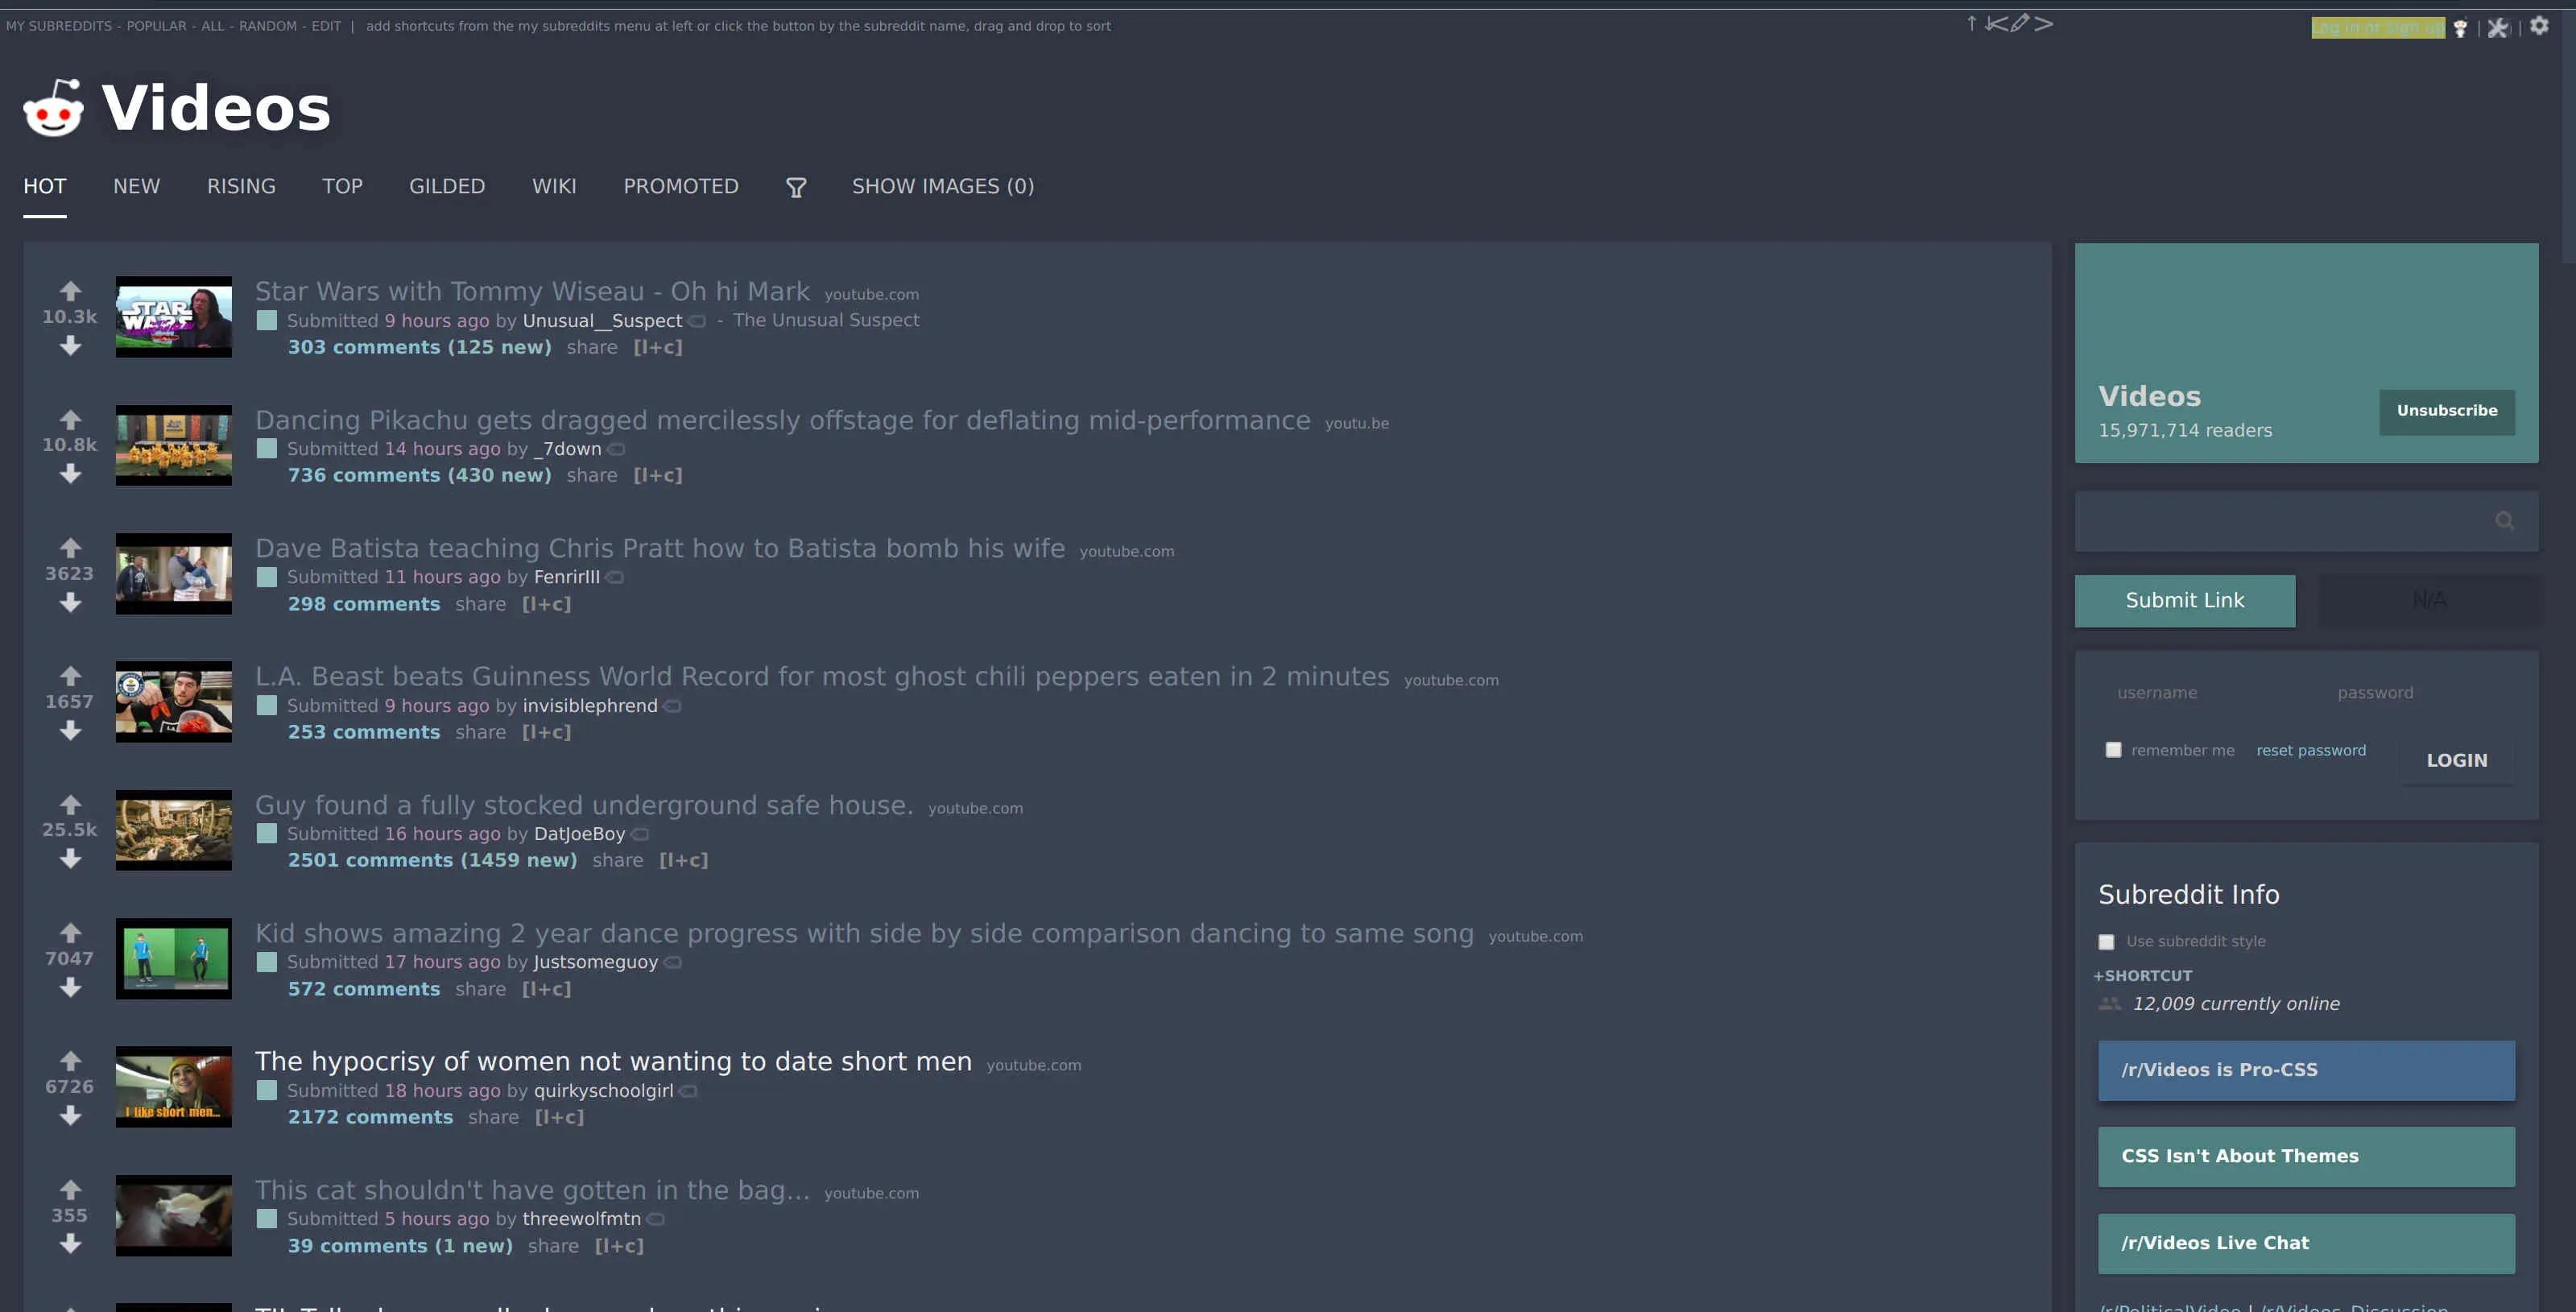 MY SUBREDDITS - POPULAR - ALL - RANDOM - EDIT | add shortcuts from the my subreddits menu at left or click the button by the subreddit name, drag and drop to sort
Log in or sign up
Videos
HOT NEW RISING TOP GILDED WIKI PROMOTED SHOW IMAGES (0)
10.3k
STAR WARS
Star Wars with Tommy Wiseau - Oh hi Mark youtube.com
Submitted 9 hours ago by Unusual__Suspect - The Unusual Suspect
303 comments (125 new) share [l+c]
10.8k
Dancing Pikachu gets dragged mercilessly offstage for deflating mid-performance youtu.be
Submitted 14 hours ago by _7down
736 comments (430 new) share [l+c]
3623
Dave Batista teaching Chris Pratt how to Batista bomb his wife youtube.com
Submitted 11 hours ago by FenrirIII
298 comments share [l+c]
1657
L.A. Beast beats Guinness World Record for most ghost chili peppers eaten in 2 minutes youtube.com
Submitted 9 hours ago by invisiblephrend
253 comments share [l+c]
25.5k
Guy found a fully stocked underground safe house. youtube.com
Submitted 16 hours ago by DatJoeBoy
2501 comments (1459 new) share [l+c]
7047
Kid shows amazing 2 year dance progress with side by side comparison dancing to same song youtube.com
Submitted 17 hours ago by Justsomeguoy
572 comments share [l+c]
6726
I like short men...
The hypocrisy of women not wanting to date short men youtube.com
Submitted 18 hours ago by quirkyschoolgirl
2172 comments share [l+c]
355
This cat shouldn't have gotten in the bag... youtube.com
Submitted 5 hours ago by threewolfmtn
39 comments (1 new) share [l+c]
Videos
15,971,714 readers
Unsubscribe
Submit Link
N/A
username password
remember me reset password
LOGIN
Subreddit Info
Use subreddit style
+SHORTCUT
12,009 currently online
/r/Videos is Pro-CSS
CSS Isn't About Themes
/r/Videos Live Chat
/r/PoliticalVideo | /r/Videos_Discussion